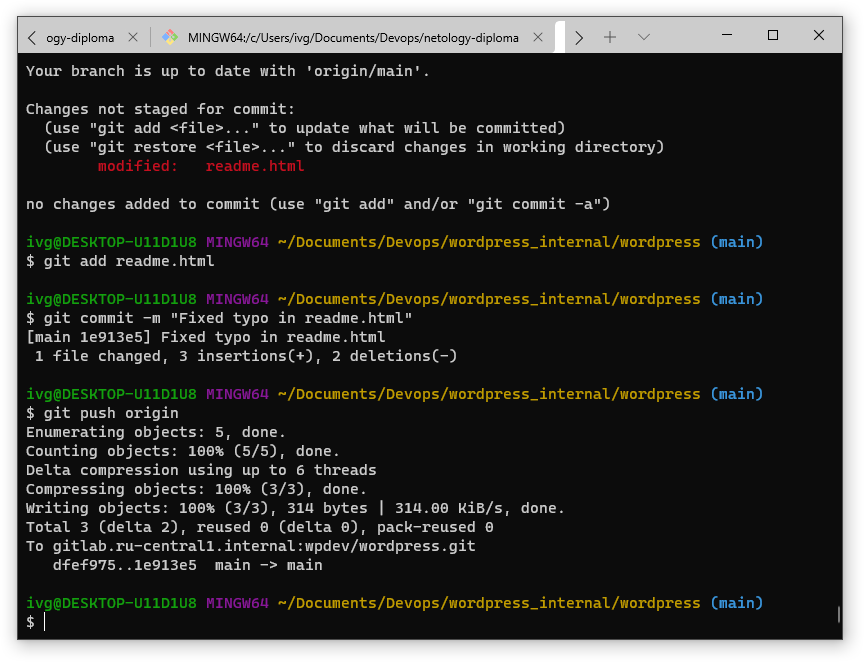 ogy-diploma
MINGW64:/c/Users/ivg/Documents/Devops/netology-diploma
Your branch is up to date with 'origin/main'.
Changes not staged for commit:
  (use "git add <file>..." to update what will be committed)
  (use "git restore <file>..." to discard changes in working directory)
        modified:   readme.html
no changes added to commit (use "git add" and/or "git commit -a")
ivg@DESKTOP-U11D1U8 MINGW64 ~/Documents/Devops/wordpress_internal/wordpress (main)
$ git add readme.html
ivg@DESKTOP-U11D1U8 MINGW64 ~/Documents/Devops/wordpress_internal/wordpress (main)
$ git commit -m "Fixed typo in readme.html"
[main 1e913e5] Fixed typo in readme.html
 1 file changed, 3 insertions(+), 2 deletions(-)
ivg@DESKTOP-U11D1U8 MINGW64 ~/Documents/Devops/wordpress_internal/wordpress (main)
$ git push origin
Enumerating objects: 5, done.
Counting objects: 100% (5/5), done.
Delta compression using up to 6 threads
Compressing objects: 100% (3/3), done.
Writing objects: 100% (3/3), 314 bytes | 314.00 KiB/s, done.
Total 3 (delta 2), reused 0 (delta 0), pack-reused 0
To gitlab.ru-central1.internal:wpdev/wordpress.git
   dfef975..1e913e5  main -> main
ivg@DESKTOP-U11D1U8 MINGW64 ~/Documents/Devops/wordpress_internal/wordpress (main)
$